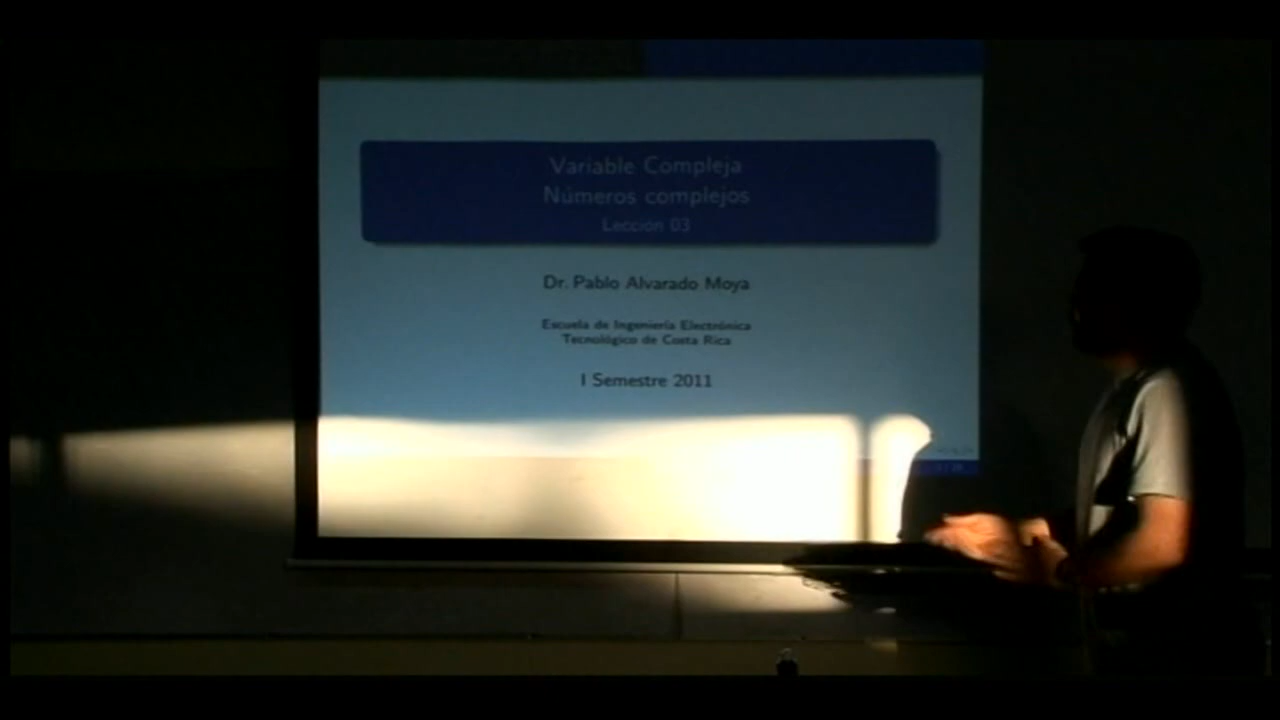 Variable Compleja
Números complejos
Lección 03
Dr. Pablo Alvarado Moya
Escuela de Ingeniería Electrónica
Tecnológico de Costa Rica
I Semestre 2011